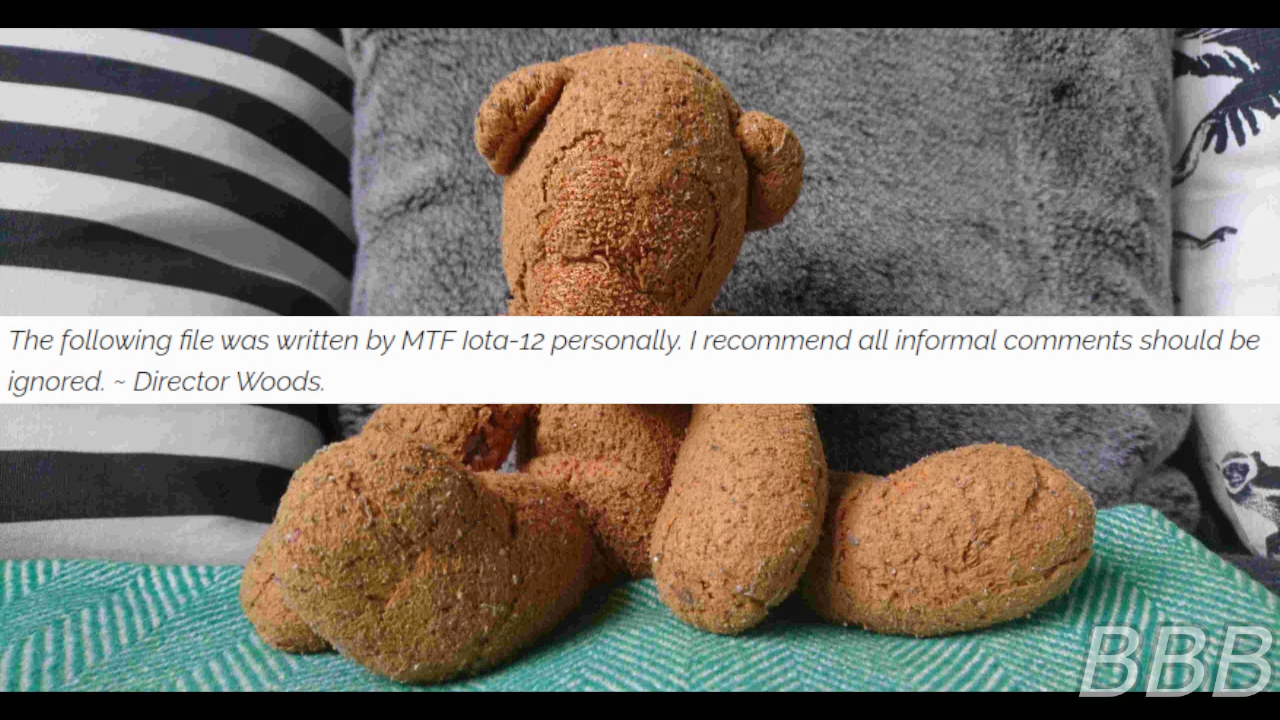 The following file was written by MTF Iota-12 personally. I recommend all informal comments should be
ignored. ~ Director Woods.
BBB